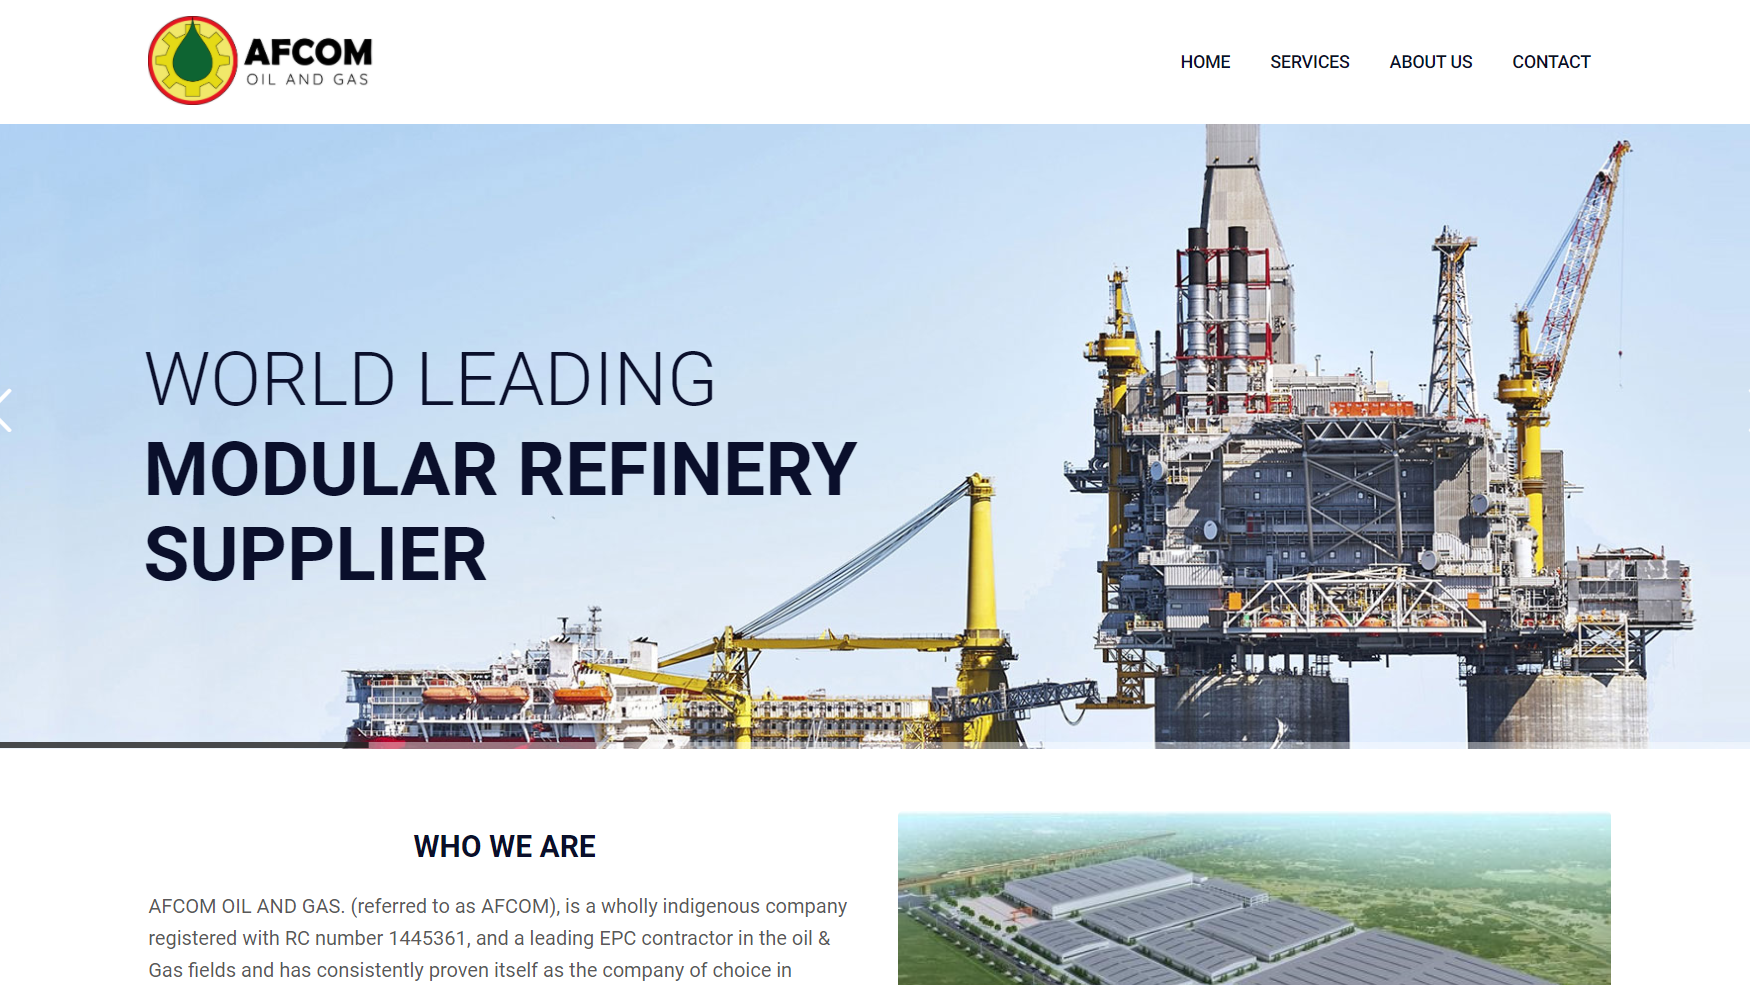 AFCOM
OIL AND GAS
HOME SERVICES ABOUT US CONTACT
WORLD LEADING
MODULAR REFINERY
SUPPLIER
WHO WE ARE
AFCOM OIL AND GAS. (referred to as AFCOM), is a wholly indigenous company
registered with RC number 1445361, and a leading EPC contractor in the oil &
Gas fields and has consistently proven itself as the company of choice in